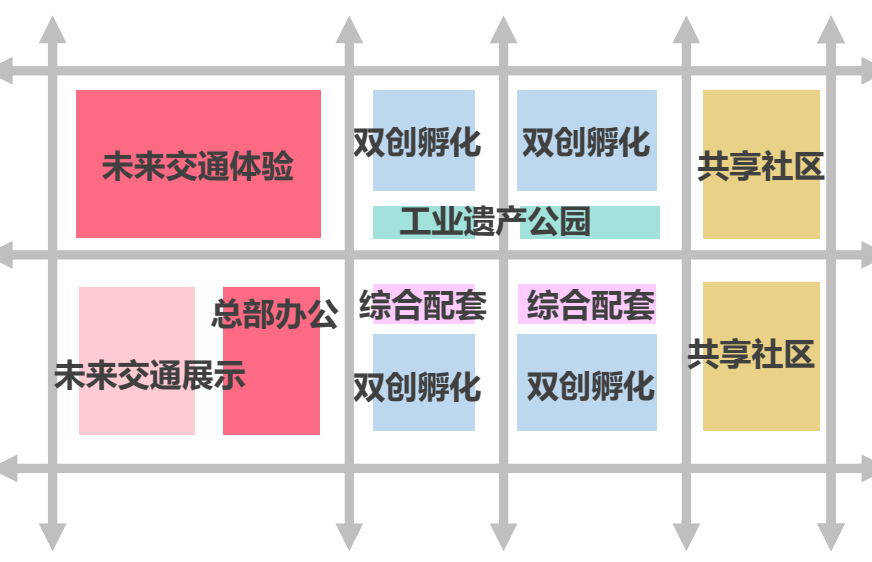 未来交通体验
双创孵化
双创孵化
共享社区
工业遗产公园
总部办公
综合配套
综合配套
未来交通展示
双创孵化
双创孵化
共享社区